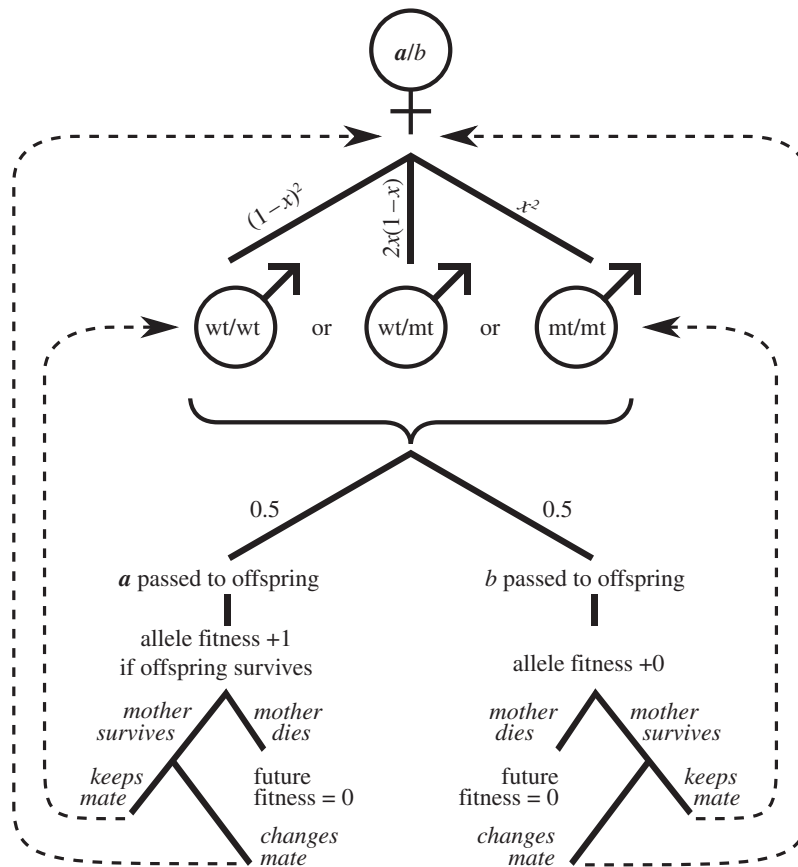 a/b
(1−x)²
2x(1−x)
x²
wt/wt
or
wt/mt
or
mt/mt
0.5
0.5
a passed to offspring
b passed to offspring
allele fitness +1
if offspring survives
allele fitness +0
mother
survives
mother
dies
mother
dies
mother
survives
keeps
mate
future
fitness = 0
future
fitness = 0
keeps
mate
changes
mate
changes
mate